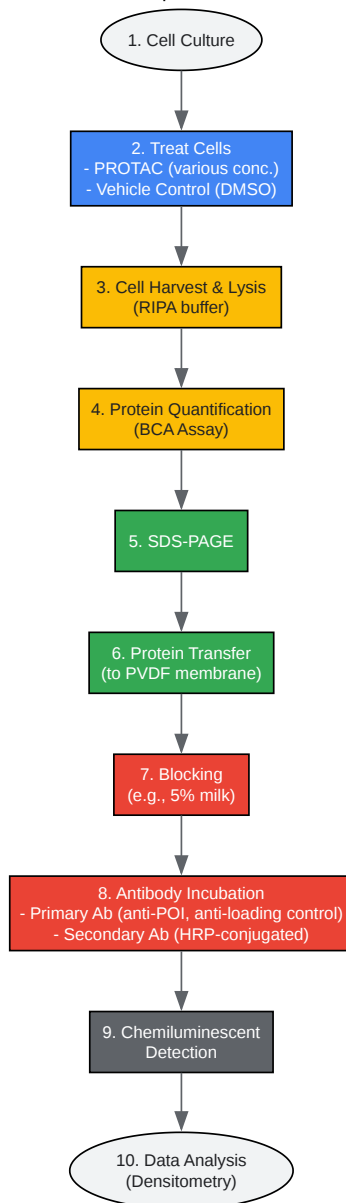 1. Cell Culture
2. Treat Cells
- PROTAC (various conc.)
- Vehicle Control (DMSO)
3. Cell Harvest & Lysis
(RIPA buffer)
4. Protein Quantification
(BCA Assay)
5. SDS-PAGE
6. Protein Transfer
(to PVDF membrane)
7. Blocking
(e.g., 5% milk)
8. Antibody Incubation
- Primary Ab (anti-POI, anti-loading control)
- Secondary Ab (HRP-conjugated)
9. Chemiluminescent
Detection
10. Data Analysis
(Densitometry)